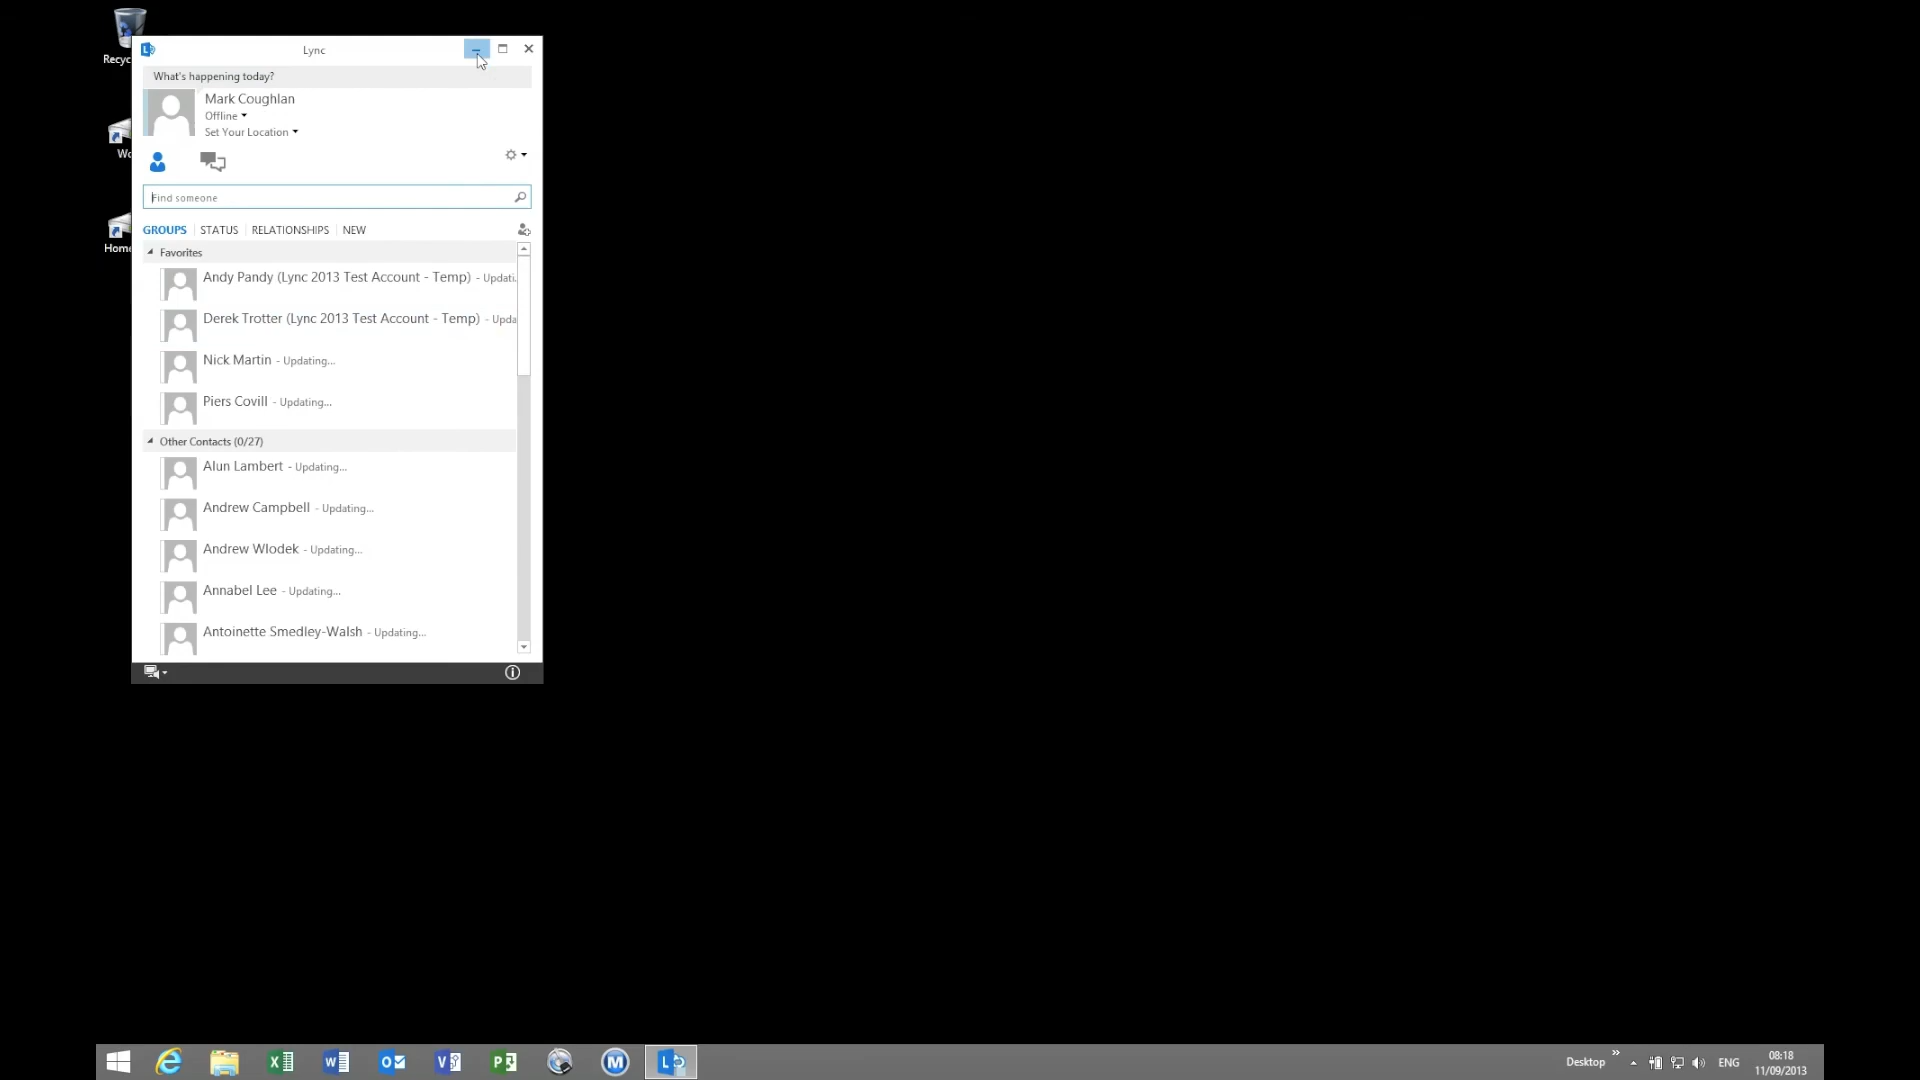 Recyc
Lync
What's happening today?
Mark Coughlan
Offline
Set Your Location
Wo
Find someone
GROUPS STATUS RELATIONSHIPS NEW
Home
Favorites
Andy Pandy (Lync 2013 Test Account - Temp) - Updati
Derek Trotter (Lync 2013 Test Account - Temp) - Upda
Nick Martin - Updating...
Piers Covill - Updating...
Other Contacts (0/27)
Alun Lambert - Updating...
Andrew Campbell - Updating...
Andrew Wlodek - Updating...
Annabel Lee - Updating...
Antoinette Smedley-Walsh - Updating...
Desktop
ENG
08:18
11/09/2013